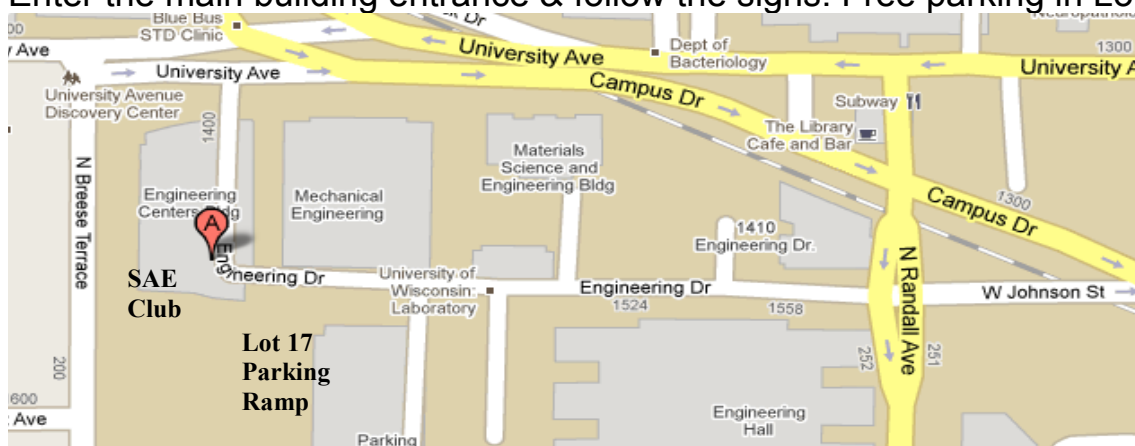 Enter the main building entrance & follow the signs. Free parking in Lo
Blue Bus
STD Clinic
Dr
University Ave
Dept of
Bacteriology
1300
University A
Ave
University Ave
Campus Dr
University Avenue
Discovery Center
Subway
The Library
Cafe and Bar
1400
Materials
Science and
Engineering Bldg
N Breese Terrace
Engineering
Centers Bldg
Mechanical
Engineering
A
1300
Campus Dr
1410
Engineering Dr.
Engineering Dr
SAE
Club
University of
Wisconsin:
Laboratory
Engineering Dr
1524
1558
N Randall Ave
W Johnson St
Lot 17
Parking
Ramp
200
252
251
600
Ave
Parking
Engineering
Hall